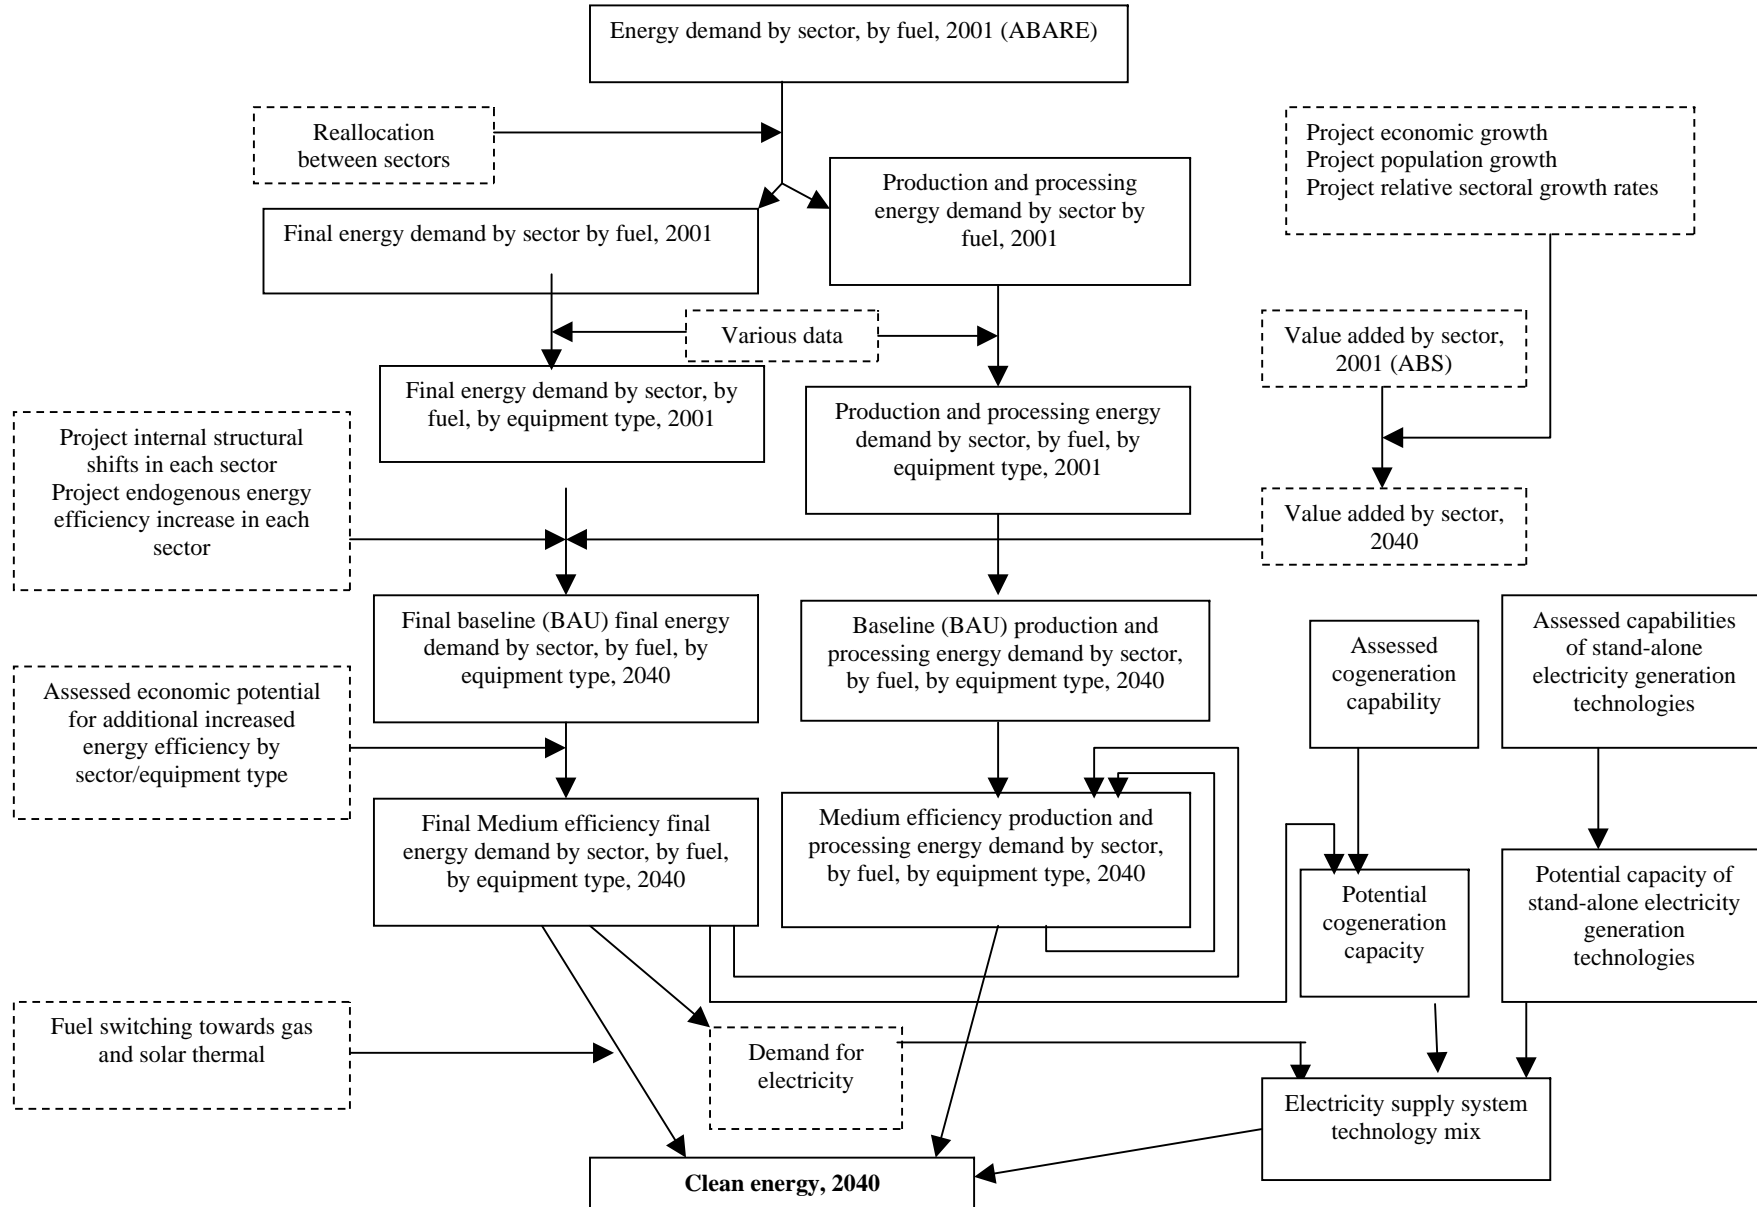 Energy demand by sector, by fuel, 2001 (ABARE)
Reallocation
between sectors
Project economic growth
Project population growth
Project relative sectoral growth rates
Production and processing
energy demand by sector by
fuel, 2001
Final energy demand by sector by fuel, 2001
Various data
Value added by sector,
2001 (ABS)
Final energy demand by sector, by
fuel, by equipment type, 2001
Production and processing energy
demand by sector, by fuel, by
equipment type, 2001
Project internal structural
shifts in each sector
Project endogenous energy
efficiency increase in each
sector
Value added by sector,
2040
Final baseline (BAU) final energy
demand by sector, by fuel, by
equipment type, 2040
Baseline (BAU) production and
processing energy demand by sector,
by fuel, by equipment type, 2040
Assessed
cogeneration
capability
Assessed capabilities
of stand-alone
electricity generation
technologies
Assessed economic potential
for additional increased
energy efficiency by
sector/equipment type
Final Medium efficiency final
energy demand by sector, by fuel,
by equipment type, 2040
Medium efficiency production and
processing energy demand by sector,
by fuel, by equipment type, 2040
Potential
cogeneration
capacity
Potential capacity of
stand-alone electricity
generation
technologies
Fuel switching towards gas
and solar thermal
Demand for
electricity
Electricity supply system
technology mix
Clean energy, 2040